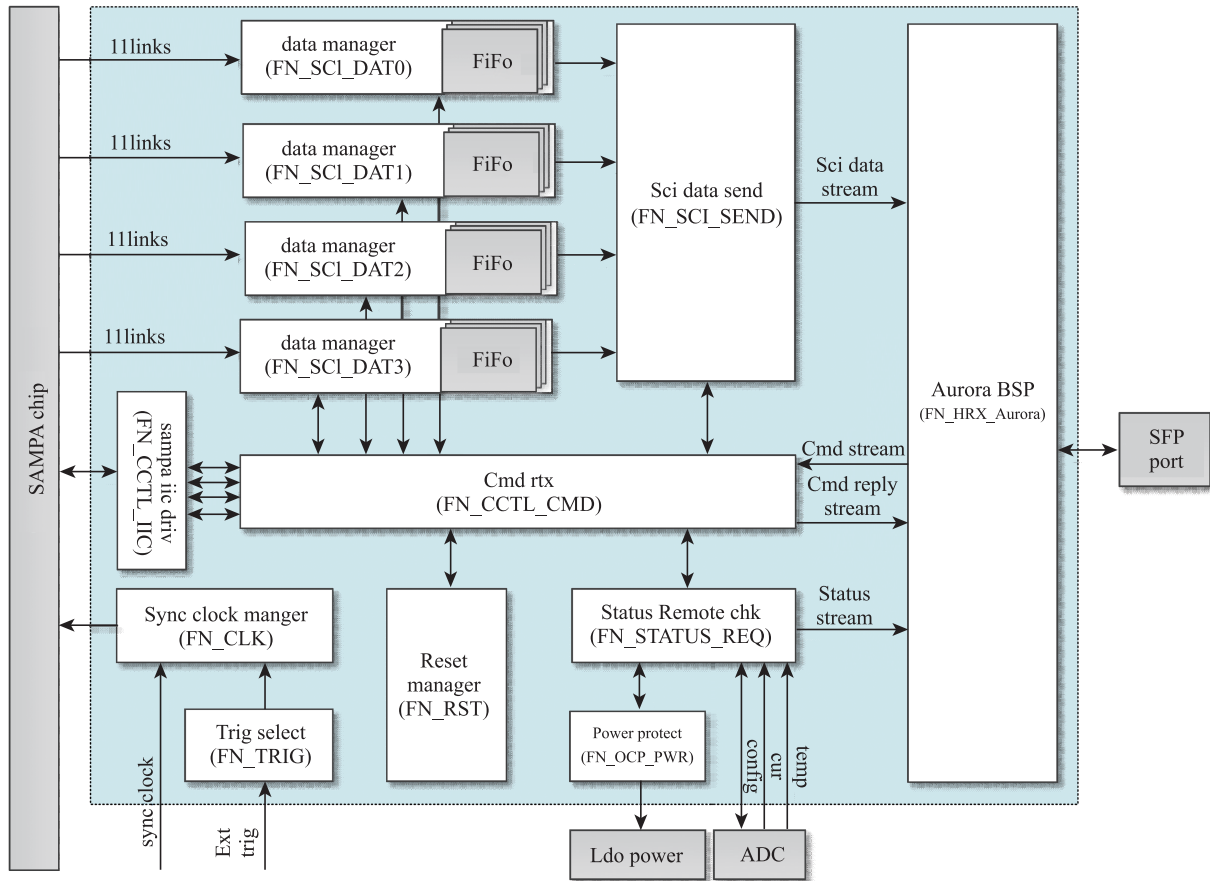 SAMPA chip
11links
data manager
(FN_SCl_DAT0)
FiFo
11links
data manager
(FN_SCl_DAT1)
FiFo
11links
data manager
(FN_SCl_DAT2)
FiFo
11links
data manager
(FN_SCl_DAT3)
FiFo
Sci data send
(FN_SCI_SEND)
Sci data
stream
Aurora BSP
(FN_HRX_Aurora)
SFP
port
sampa iic driv
(FN_CCTL_IIC)
Cmd rtx
(FN_CCTL_CMD)
Cmd stream
Cmd reply
stream
Sync clock manger
(FN_CLK)
Reset
manager
(FN_RST)
Status Remote chk
(FN_STATUS_REQ)
Status
stream
Trig select
(FN_TRIG)
Power protect
(FN_OCP_PWR)
config
cur
temp
sync clock
Ext
trig
Ldo power
ADC